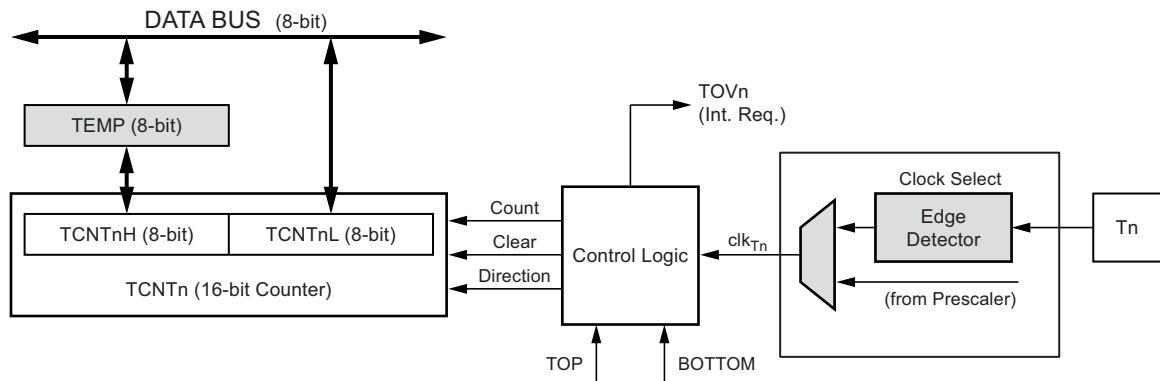 DATA BUS (8-bit)
TEMP (8-bit)
TCNTnH (8-bit) TCNTnL (8-bit)
TCNTn (16-bit Counter)
Count
Clear
Direction
TOVn
(Int. Req.)
Control Logic
TOP
BOTTOM
clkTn
Clock Select
Edge
Detector
(from Prescaler)
Tn